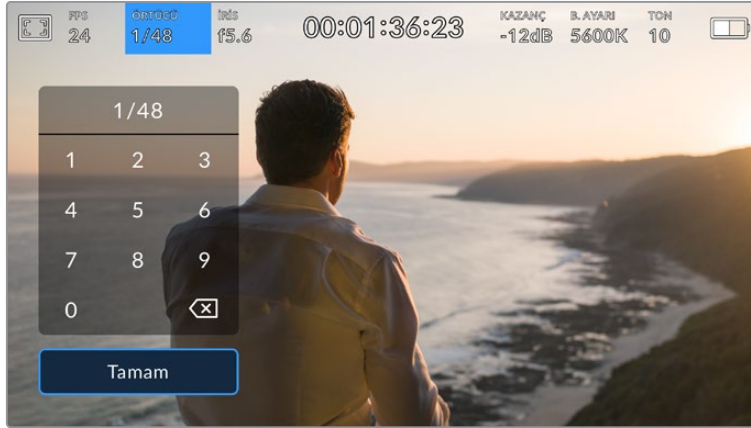 FPS ÖRTÜCÜ İRİS 00:01:36:23 KAZANÇ B. AYARI TON
24 1/48 f5.6 -12dB 5600K 10
1/48
1 2 3
4 5 6
7 8 9
0
Tamam